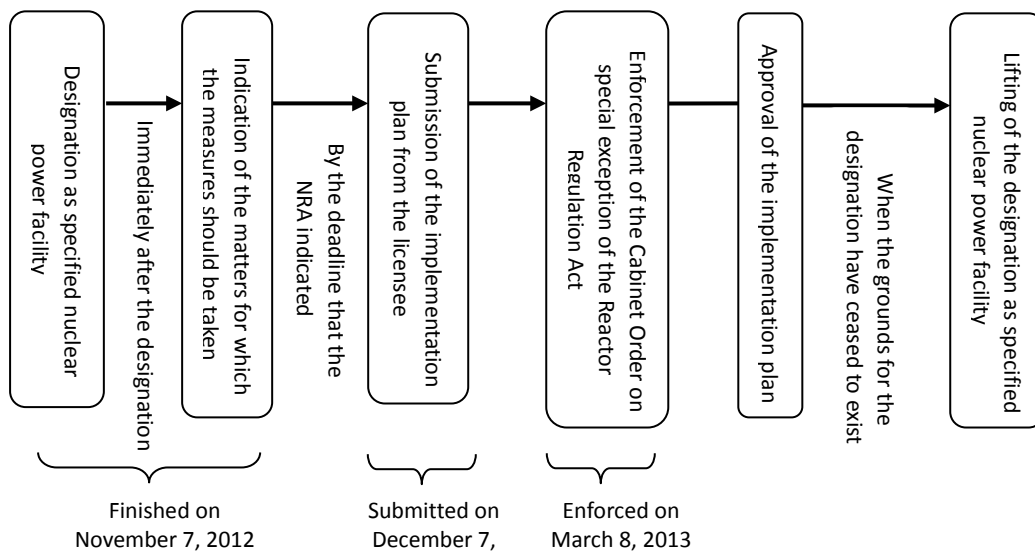 Designation as specified nuclear
power facility
Immediately after the designation
Indication of the matters for which
the measures should be taken
By the deadline that the
NRA indicated
Submission of the implementation
plan from the licensee
Enforcement of the Cabinet Order on
special exception of the Reactor
Regulation Act
Approval of the implementation plan
When the grounds for the
designation have ceased to exist
Lifting of the designation as specified
nuclear power facility
Finished on
November 7, 2012
Submitted on
December 7,
Enforced on
March 8, 2013